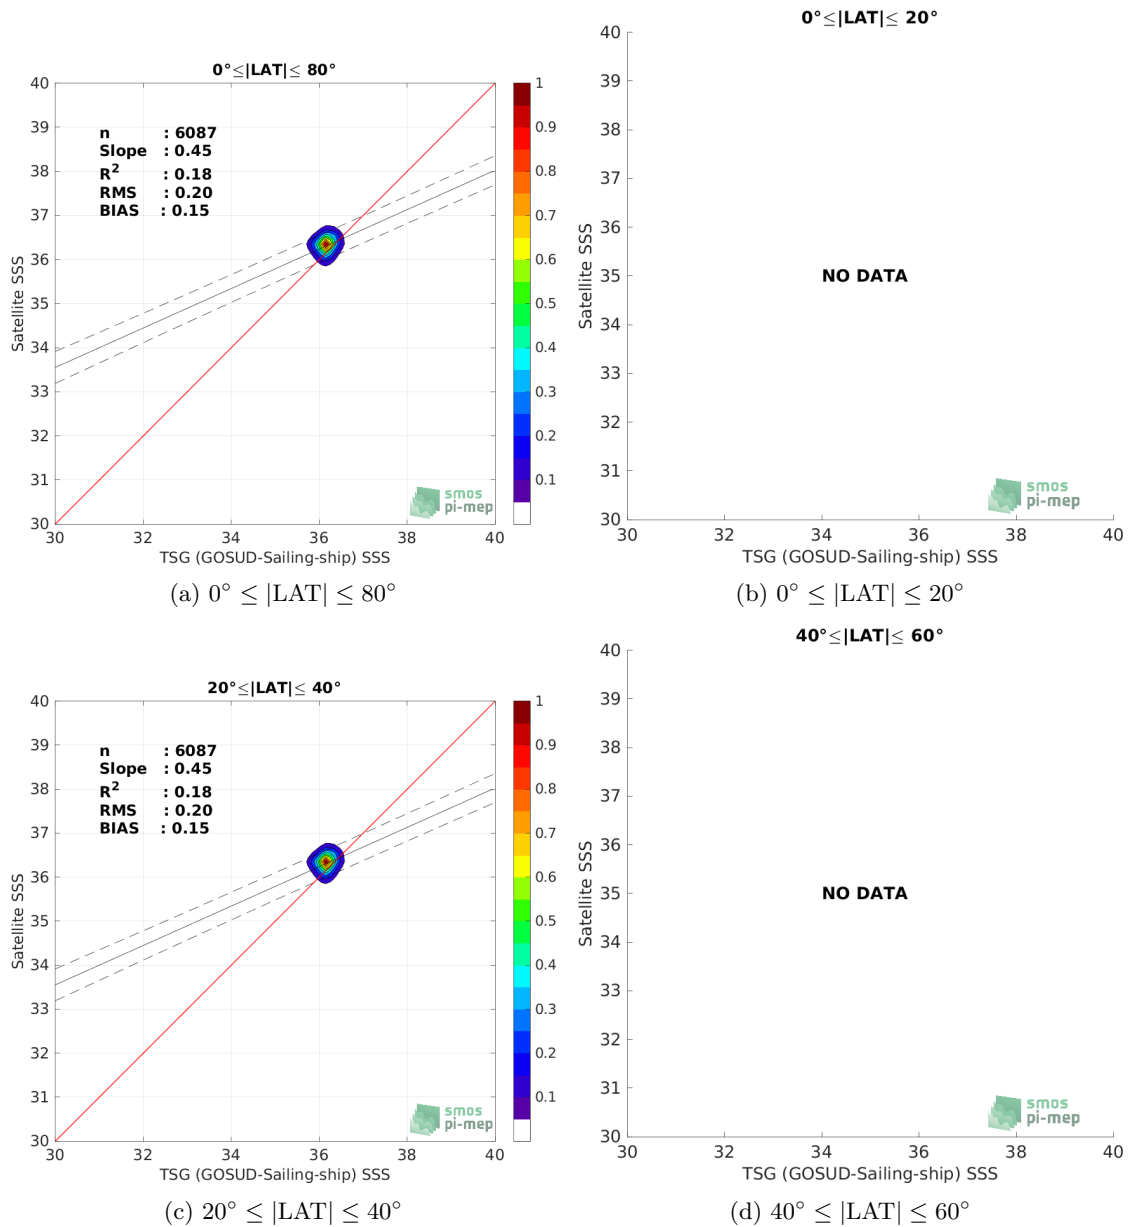 0°≤|LAT|≤ 80°
40
39
38
37
36
35
34
33
32
31
30
Satellite SSS
n : 6087
Slope : 0.45
R² : 0.18
RMS : 0.20
BIAS : 0.15
smos
pi-mep
30 32 34 36 38 40
TSG (GOSUD-Sailing-ship) SSS
1
0.9
0.8
0.7
0.6
0.5
0.4
0.3
0.2
0.1
(a) 0° ≤ |LAT| ≤ 80°
0°≤|LAT|≤ 20°
40
39
38
37
36
35
34
33
32
31
30
Satellite SSS
NO DATA
smos
pi-mep
30 32 34 36 38 40
TSG (GOSUD-Sailing-ship) SSS
(b) 0° ≤ |LAT| ≤ 20°
20°≤|LAT|≤ 40°
40
39
38
37
36
35
34
33
32
31
30
Satellite SSS
n : 6087
Slope : 0.45
R² : 0.18
RMS : 0.20
BIAS : 0.15
smos
pi-mep
30 32 34 36 38 40
TSG (GOSUD-Sailing-ship) SSS
1
0.9
0.8
0.7
0.6
0.5
0.4
0.3
0.2
0.1
(c) 20° ≤ |LAT| ≤ 40°
40°≤|LAT|≤ 60°
40
39
38
37
36
35
34
33
32
31
30
Satellite SSS
NO DATA
smos
pi-mep
30 32 34 36 38 40
TSG (GOSUD-Sailing-ship) SSS
(d) 40° ≤ |LAT| ≤ 60°